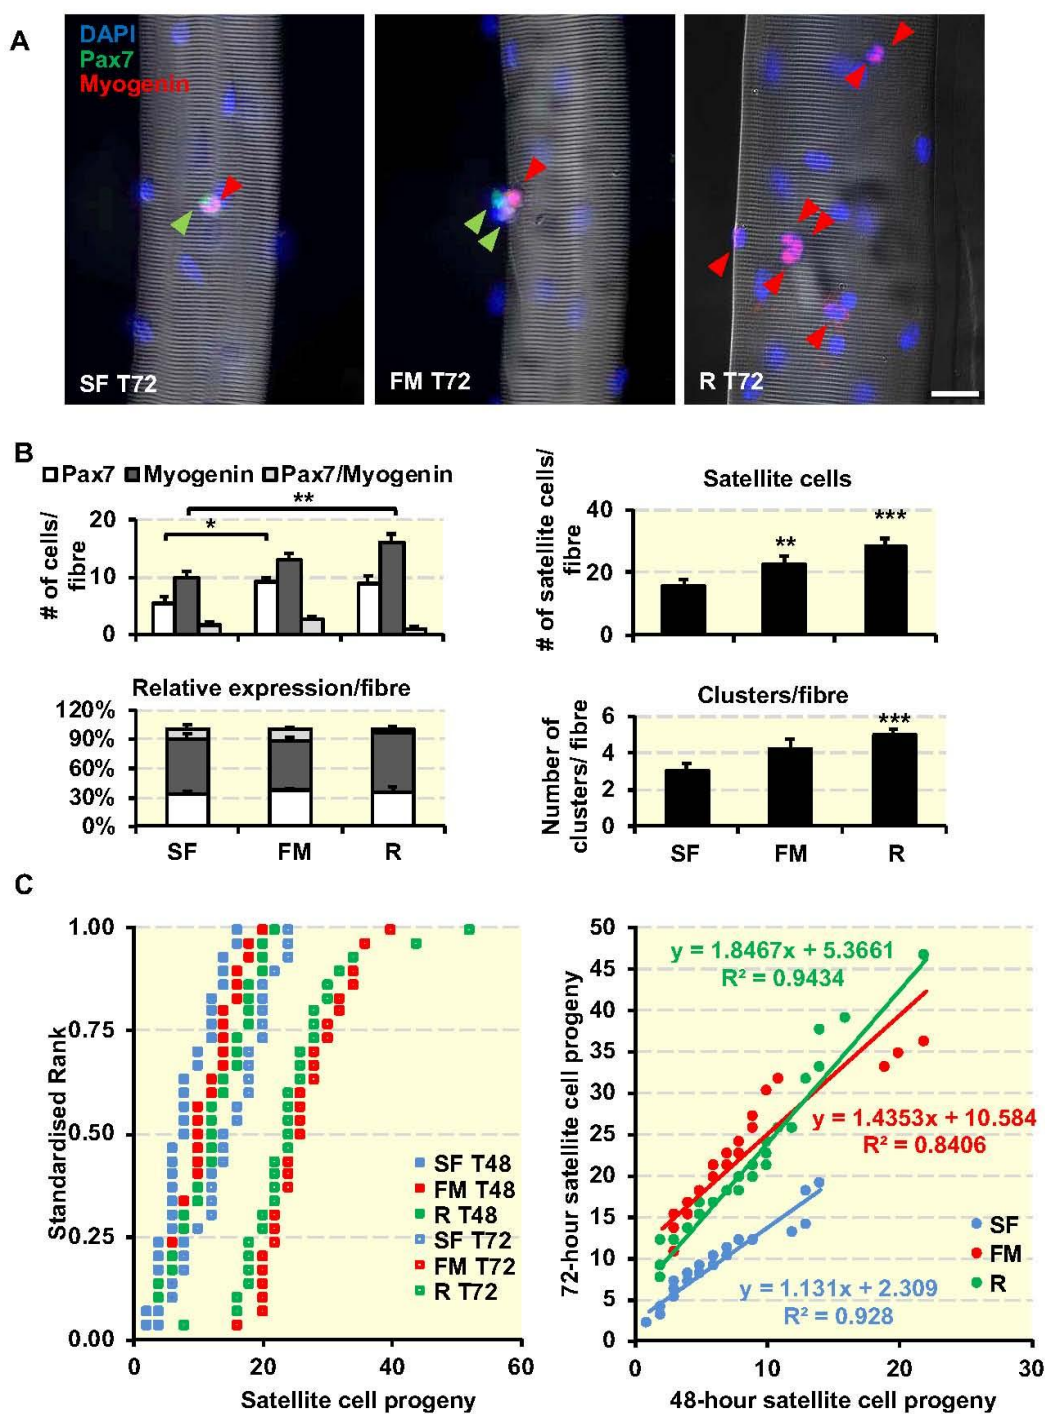 A
DAPI
Pax7
Myogenin
SF T72
FM T72
R T72
B
Pax7 Myogenin Pax7/Myogenin
# of cells/
fibre
20
10
0
*
**
Relative expression/fibre
120%
90%
60%
30%
0%
SF FM R
Satellite cells
# of satellite cells/
fibre
40
20
0
**
***
Clusters/fibre
Number of
clusters/ fibre
6
4
2
0
***
SF FM R
C
Standardised Rank
1.00
0.75
0.50
0.25
0.00
0 20 40 60
Satellite cell progeny
SF T48
FM T48
R T48
SF T72
FM T72
R T72
72-hour satellite cell progeny
50
45
40
35
30
25
20
15
10
5
0
0 10 20 30
48-hour satellite cell progeny
y = 1.8467x + 5.3661
R² = 0.9434
y = 1.4353x + 10.584
R² = 0.8406
y = 1.131x + 2.309
R² = 0.928
SF
FM
R